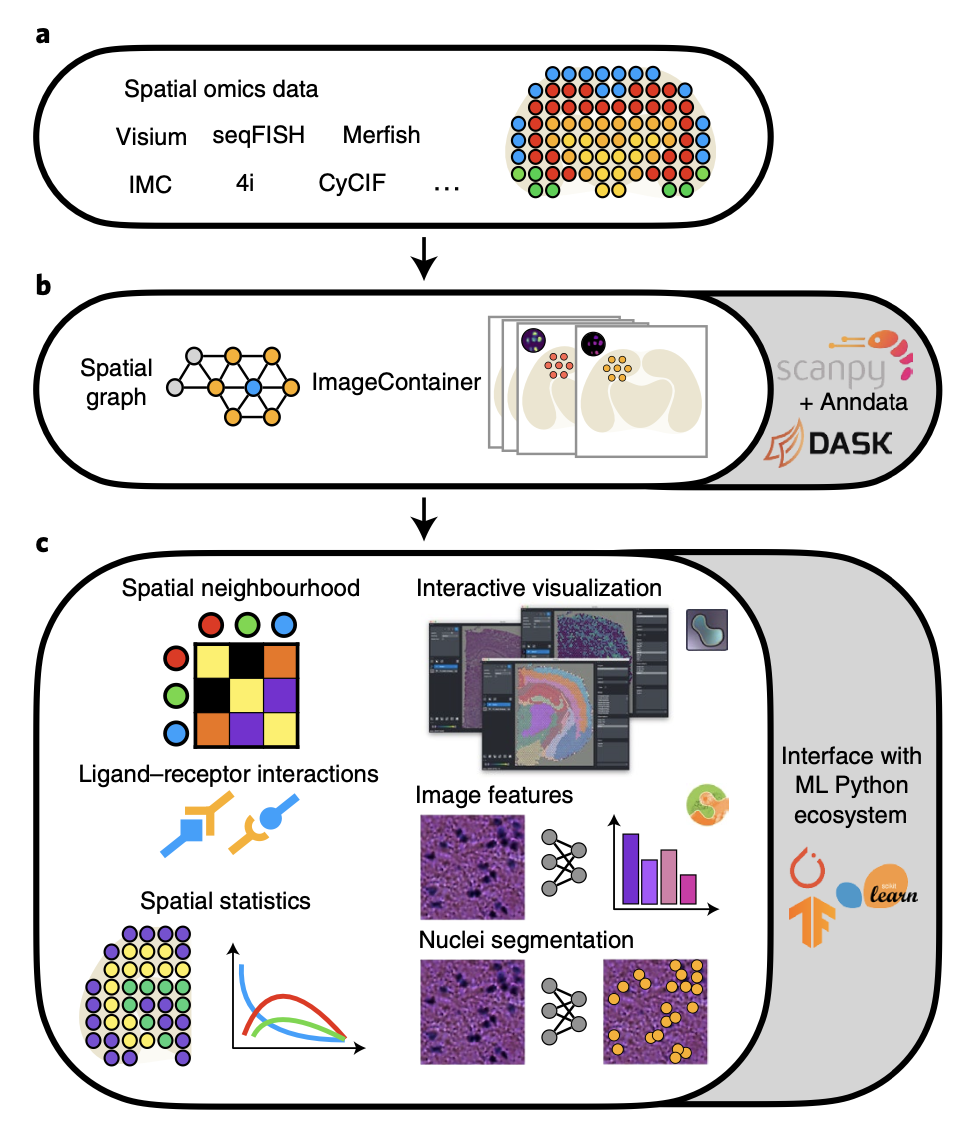 a
Spatial omics data
Visium seqFISH Merfish
IMC 4i CyCIF ...
b
Spatial
graph
ImageContainer
scanpy
+ Anndata
DASK
c
Spatial neighbourhood
Interactive visualization
Ligand–receptor interactions
Image features
Spatial statistics
Nuclei segmentation
Interface with
ML Python
ecosystem
learn